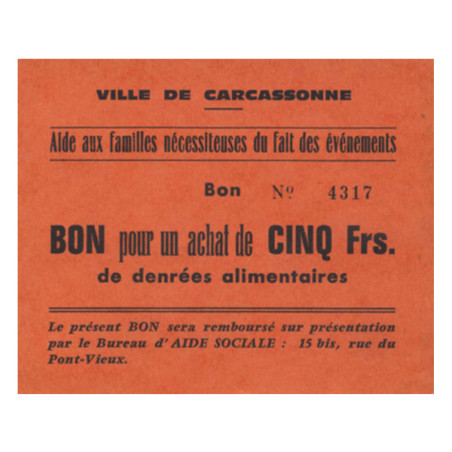 VILLE DE CARCASSONNE
Aide aux familles nécessiteuses du fait des événements
Bon Nº 4317
BON pour un achat de CINQ Frs.
de denrées alimentaires
Le présent BON sera remboursé sur présentation
par le Bureau d'AIDE SOCIALE : 15 bis, rue du
Pont-Vieux.